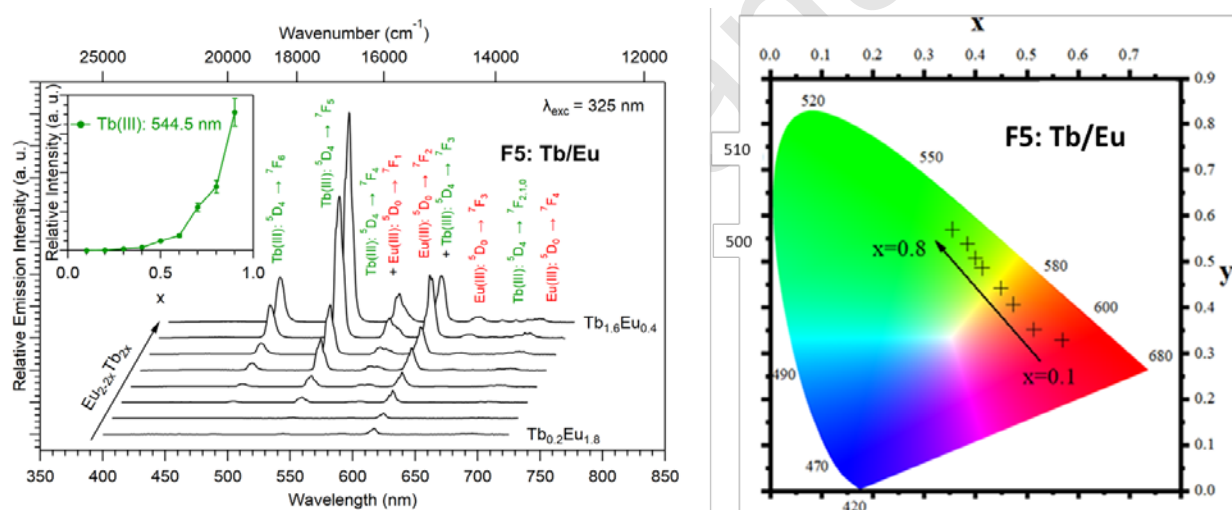 Wavenumber (cm⁻¹)
25000 20000 18000 16000 14000 12000
Relative Emission Intensity (a. u.)
Relative Intensity (a. u.)
Tb(III): 544.5 nm
0.0 0.5 1.0
x
λexc = 325 nm
F5: Tb/Eu
Tb(III): ⁵D₄ → ⁷F₆
Tb(III): ⁵D₄ → ⁷F₅
Tb(III): ⁵D₄ → ⁷F₄
+ Eu(III): ⁵D₀ → ⁷F₁
Eu(III): ⁵D₀ → ⁷F₂
+ Tb(III): ⁵D₄ → ⁷F₃
Eu(III): ⁵D₀ → ⁷F₃
Tb(III): ⁵D₄ → ⁷F₂,₁,₀
Eu(III): ⁵D₀ → ⁷F₄
Eu₂₋₂ₓTb₂ₓ
Tb₁.₆Eu₀.₄
Tb₀.₂Eu₁.₈
350 400 450 500 550 600 650 700 750 800 850
Wavelength (nm)
x
0.0 0.1 0.2 0.3 0.4 0.5 0.6 0.7
0.9
0.8
0.7
0.6
0.5
y
0.4
0.3
0.2
0.1
0.0
F5: Tb/Eu
520
510
550
500
x=0.8
580
600
490
680
x=0.1
470
420